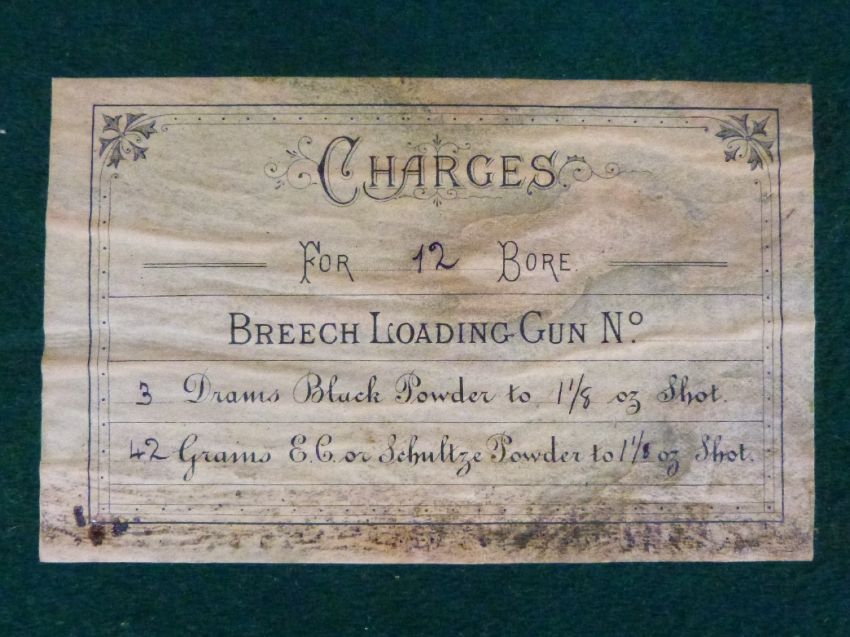 CHARGES.
FOR 12 BORE.
BREECH LOADING GUN Nº.
3 Drams Black Powder to 1 1/8 oz Shot.
42 Grains E.C. or Schultze Powder to 1 1/8 oz Shot.